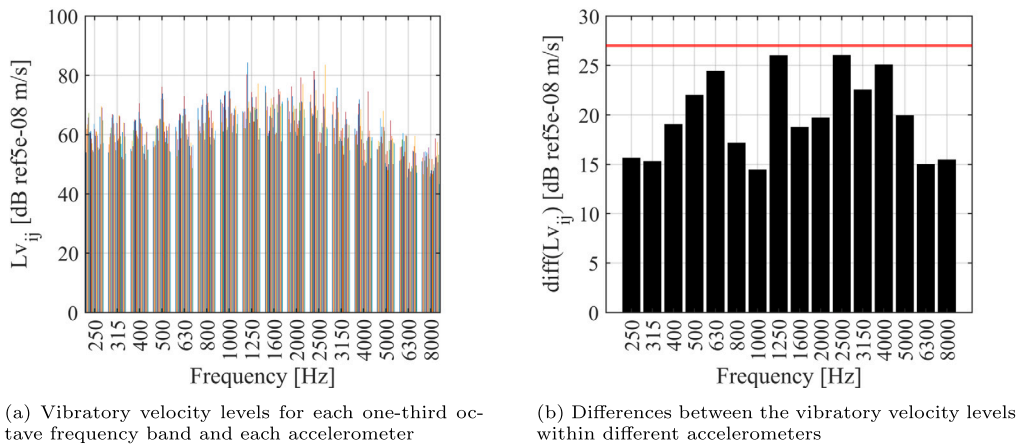 100
80
60
40
20
0
Lv_ij [dB ref5e-08 m/s]
250 315 400 500 630 800 1000 1250 1600 2000 2500 3150 4000 5000 6300 8000
Frequency [Hz]
(a) Vibratory velocity levels for each one-third oc-
tave frequency band and each accelerometer
30
25
20
15
10
5
0
diff(Lv_ij) [dB ref5e-08 m/s]
250 315 400 500 630 800 1000 1250 1600 2000 2500 3150 4000 5000 6300 8000
Frequency [Hz]
(b) Differences between the vibratory velocity levels
within different accelerometers